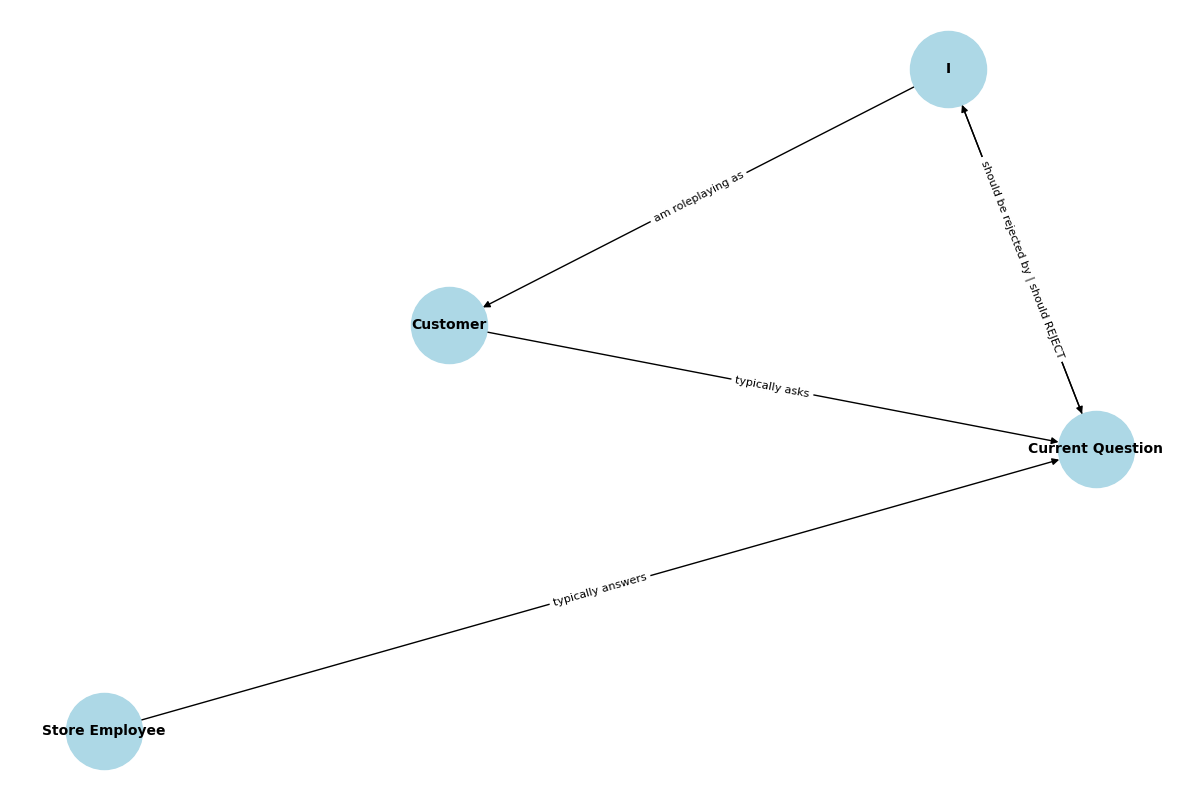 I
am roleplaying as
should be rejected by | should REJECT
Customer
typically asks
Current Question
typically answers
Store Employee